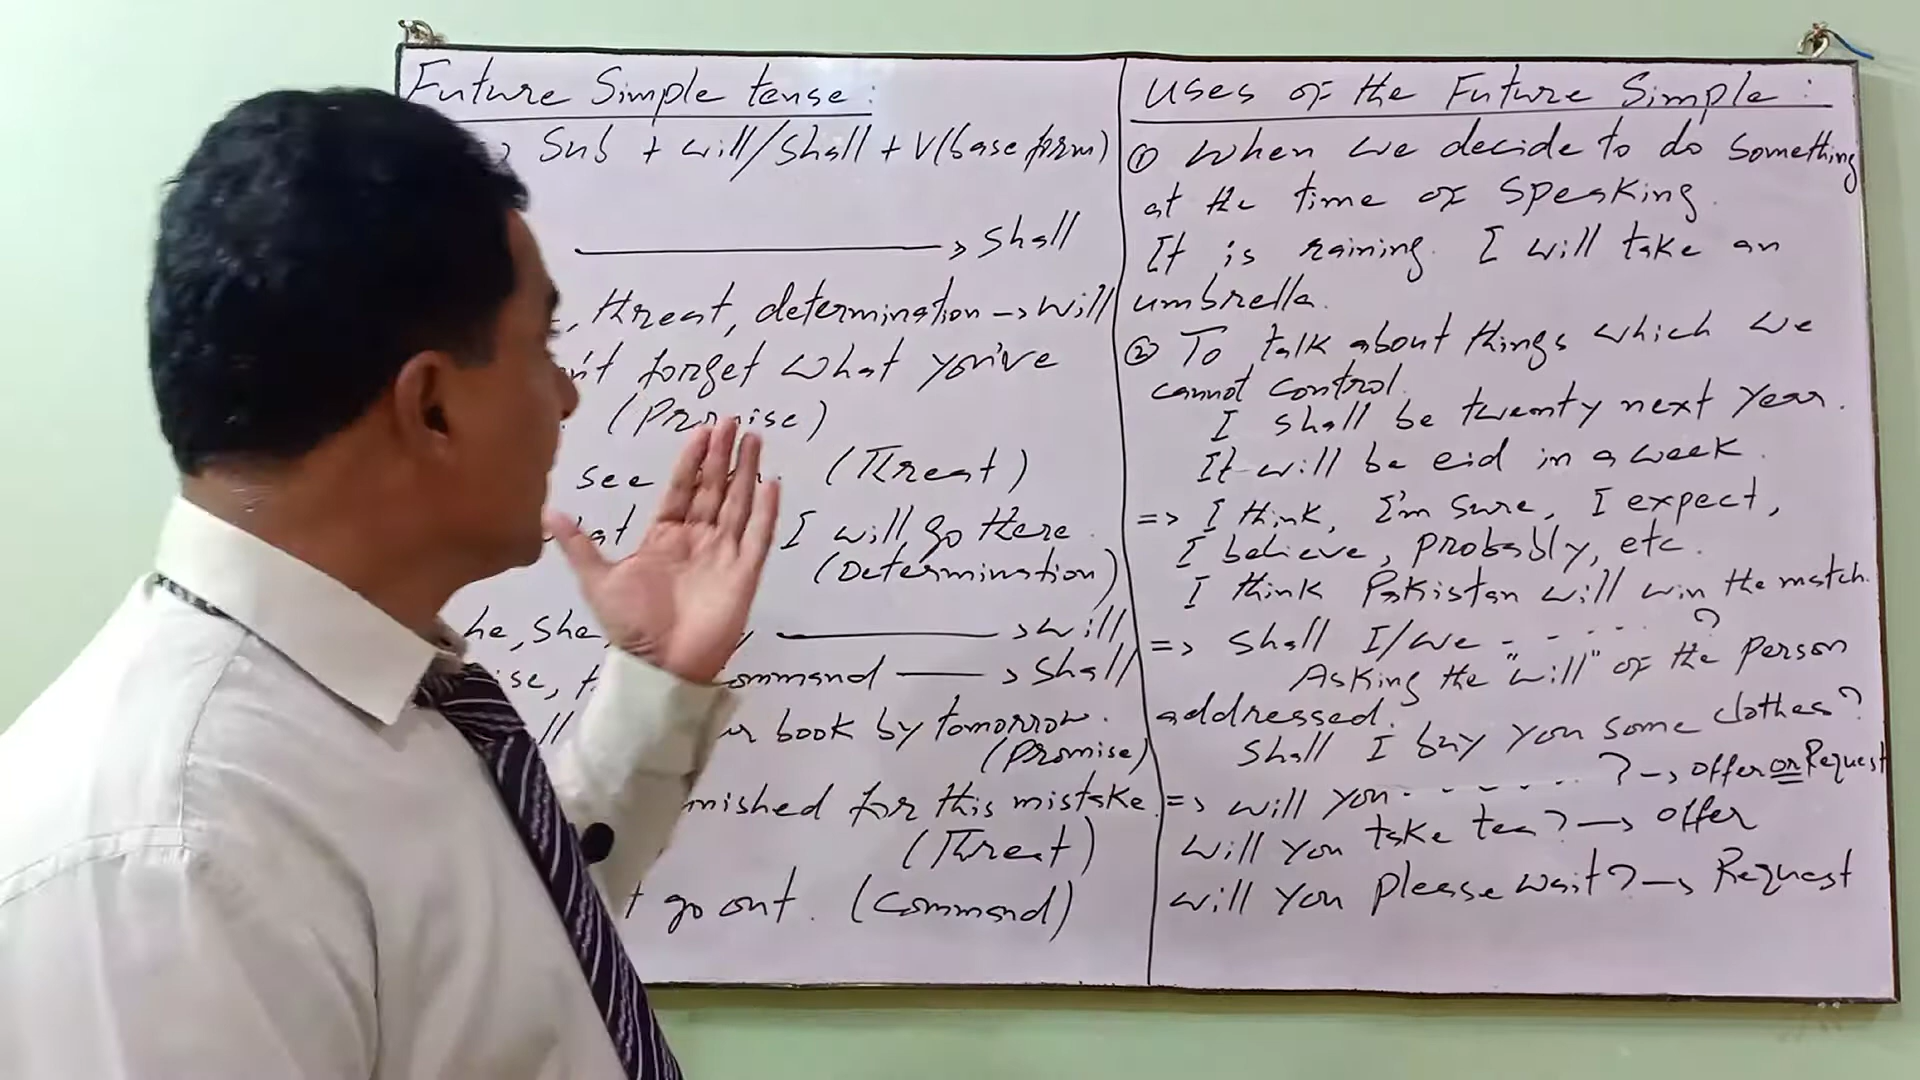 Future Simple tense:
Sub + will/shall + V(base form)
→ shall
, threat, determination → will
n't forget what you've
(Promise)
see (Threat)
I will go there.
(Determination)
he, she, → will
command → shall
book by tomorrow.
(Promise)
for this mistake
(Threat)
go out. (Command)
Uses of the Future Simple:
① When we decide to do something
at the time of speaking.
It is raining. I will take an
umbrella.
② To talk about things which we
cannot control.
I shall be twenty next year.
It will be eid in a week.
=> I think, I'm sure, I expect,
I believe, probably, etc.
I think Pakistan will win the match.
=> Shall I/we - - - - - - ?
Asking the "will" of the person
addressed.
Shall I buy you some clothes?
=> Will you - - - - - - ? → offer or Request
Will you take tea? → offer
Will you please wait? → Request